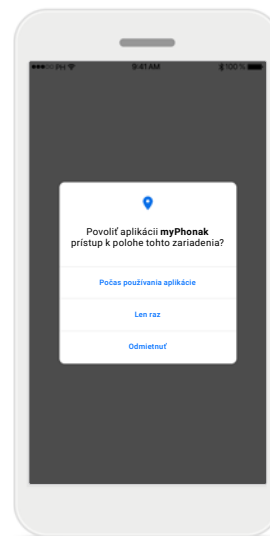 PH 9:41 AM 100 %
Povoliť aplikácii myPhonak
prístup k polohe tohto zariadenia?
Počas používania aplikácie
Len raz
Odmietnuť